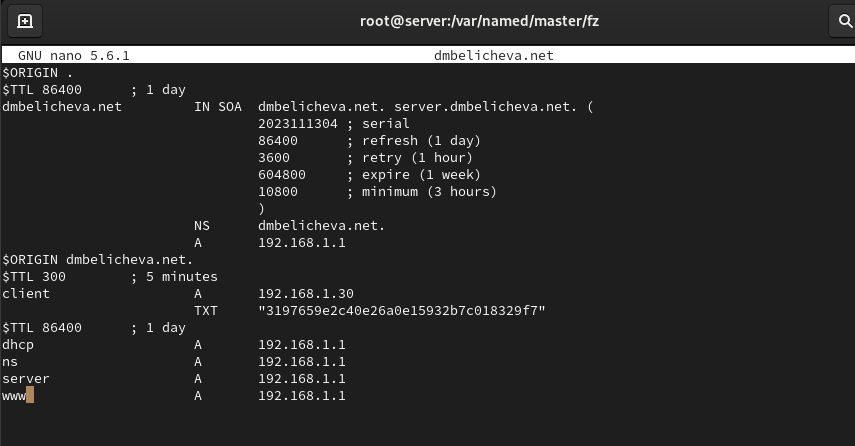 root@server:/var/named/master/fz
GNU nano 5.6.1                                      dmbelicheva.net
$ORIGIN .
$TTL 86400      ; 1 day
dmbelicheva.net         IN SOA  dmbelicheva.net. server.dmbelicheva.net. (
                                2023111304 ; serial
                                86400      ; refresh (1 day)
                                3600       ; retry (1 hour)
                                604800     ; expire (1 week)
                                10800      ; minimum (3 hours)
                                )
                        NS      dmbelicheva.net.
                        A       192.168.1.1
$ORIGIN dmbelicheva.net.
$TTL 300        ; 5 minutes
client                  A       192.168.1.30
                        TXT     "3197659e2c40e26a0e15932b7c018329f7"
$TTL 86400      ; 1 day
dhcp                    A       192.168.1.1
ns                      A       192.168.1.1
server                  A       192.168.1.1
www                     A       192.168.1.1